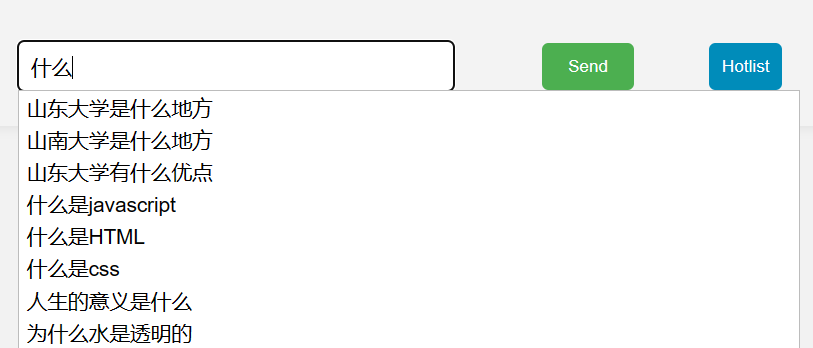 什么
Send
Hotlist
山东大学是什么地方
山南大学是什么地方
山东大学有什么优点
什么是javascript
什么是HTML
什么是css
人生的意义是什么
为什么水是透明的